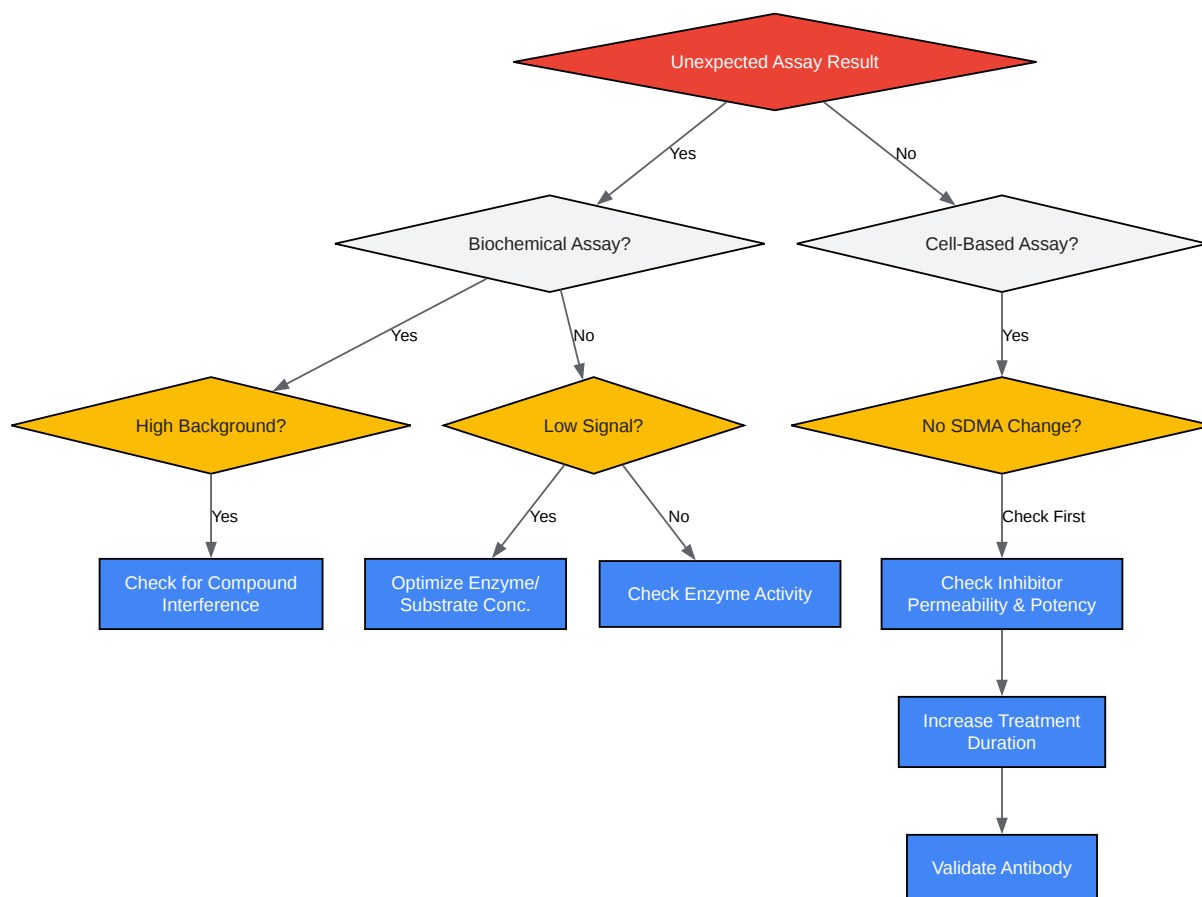 Unexpected Assay Result
Yes
No
Biochemical Assay?
Cell-Based Assay?
Yes
No
Yes
High Background?
Low Signal?
No SDMA Change?
Yes
Yes
No
Check First
Check for Compound
Interference
Optimize Enzyme/
Substrate Conc.
Check Enzyme Activity
Check Inhibitor
Permeability & Potency
Increase Treatment
Duration
Validate Antibody